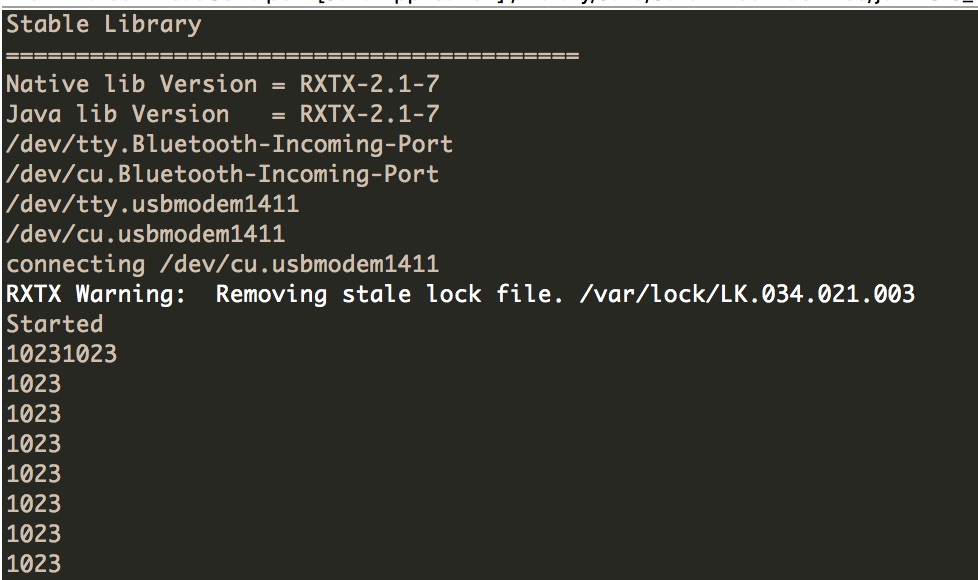 Stable Library
=========================================
Native lib Version = RXTX-2.1-7
Java lib Version   = RXTX-2.1-7
/dev/tty.Bluetooth-Incoming-Port
/dev/cu.Bluetooth-Incoming-Port
/dev/tty.usbmodem1411
/dev/cu.usbmodem1411
connecting /dev/cu.usbmodem1411
RXTX Warning:  Removing stale lock file. /var/lock/LK.034.021.003
Started
10231023
1023
1023
1023
1023
1023
1023
1023